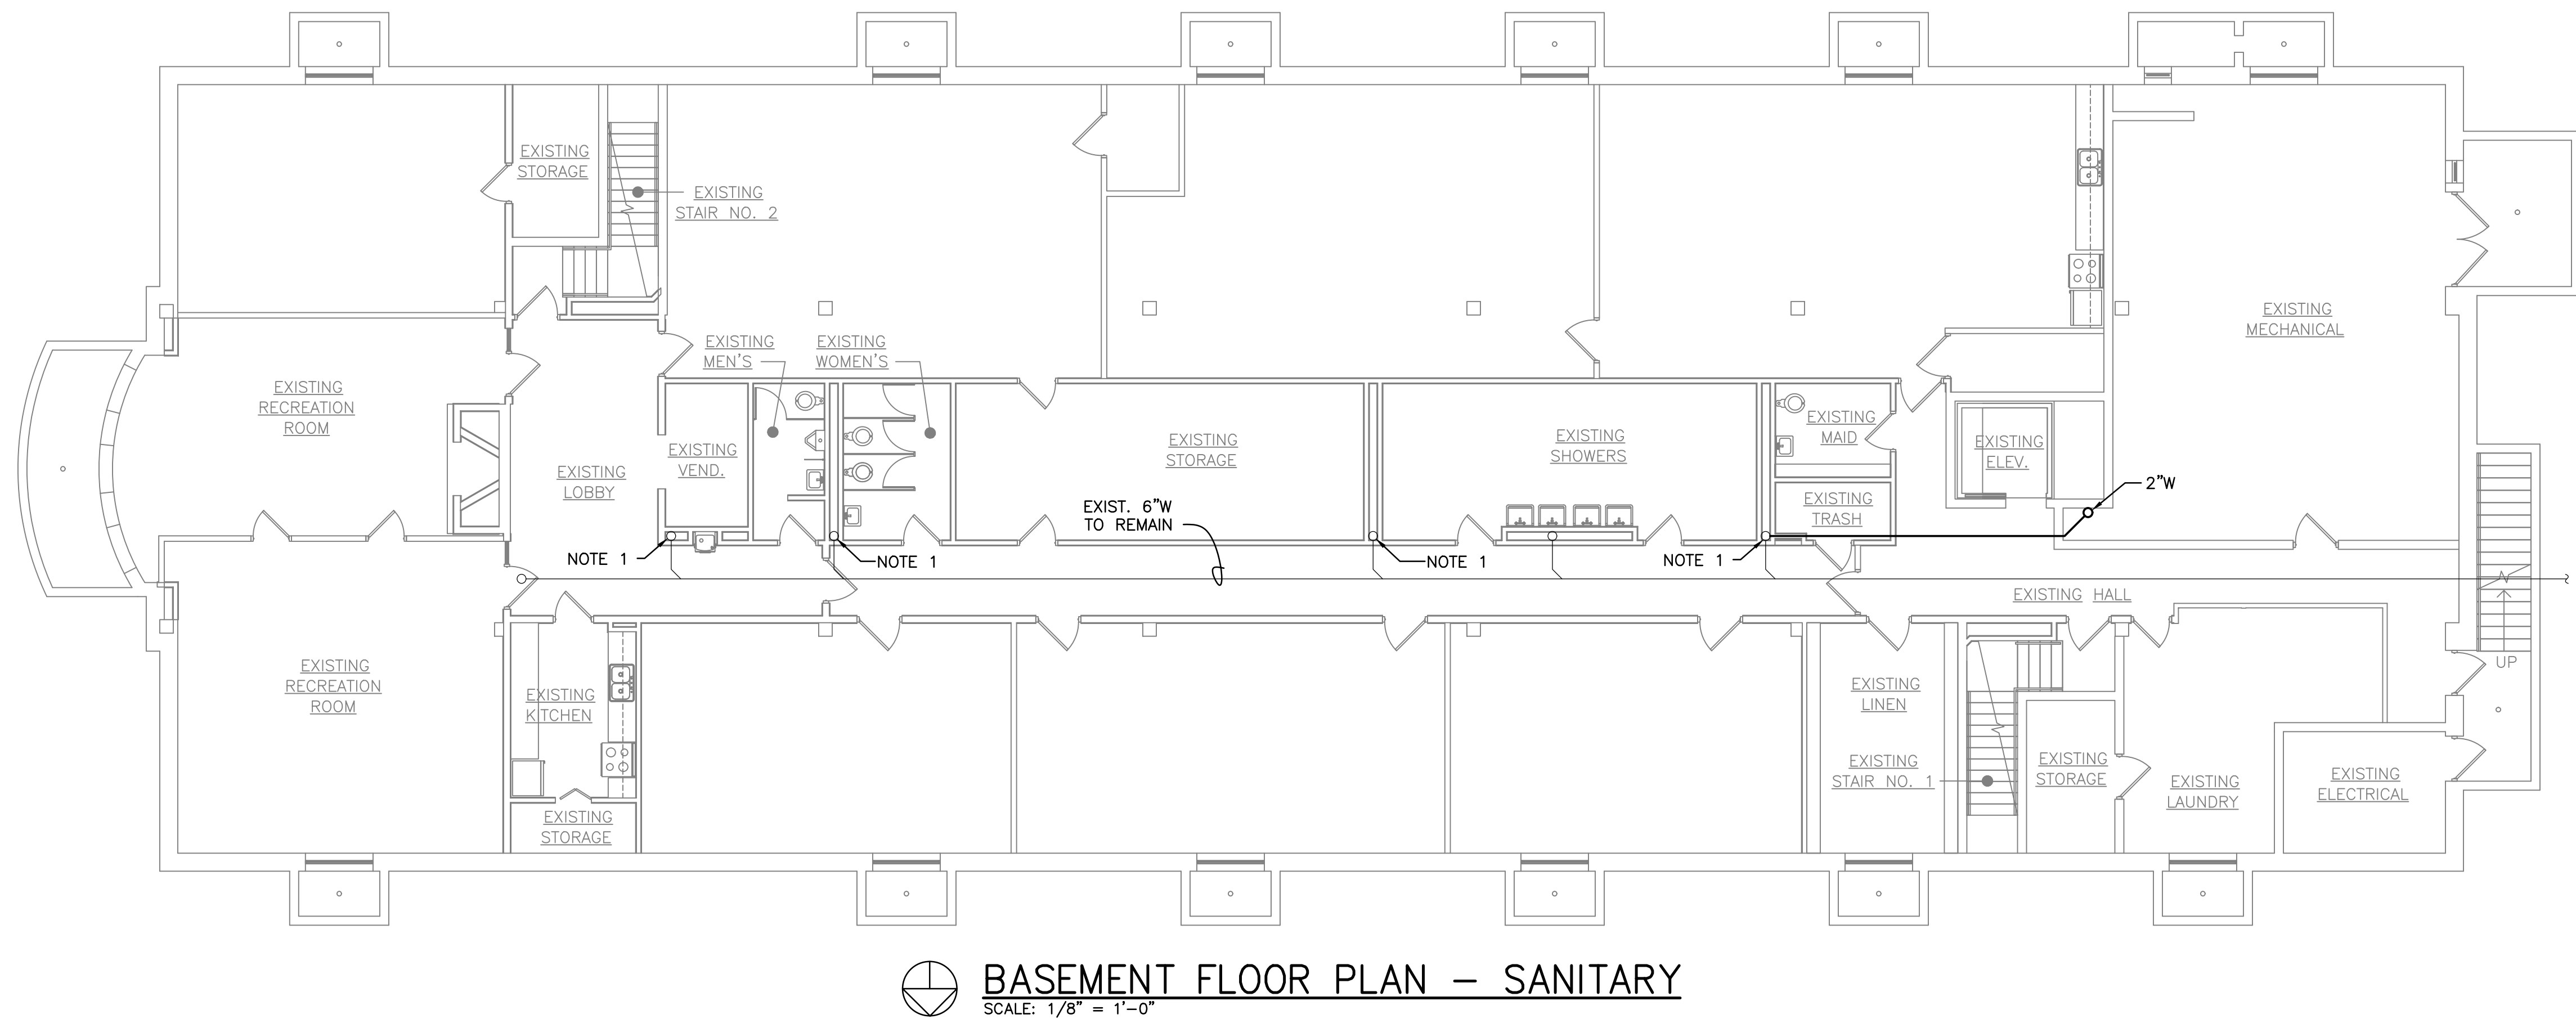 EXISTING
STORAGE
EXISTING
STAIR NO. 2
EXISTING
MECHANICAL
EXISTING
MEN'S
EXISTING
WOMEN'S
EXISTING
RECREATION
ROOM
EXISTING
LOBBY
EXISTING
VEND.
EXISTING
STORAGE
EXISTING
SHOWERS
EXISTING
MAID
EXISTING
ELEV.
EXISTING
TRASH
2"W
EXIST. 6"W
TO REMAIN
NOTE 1
NOTE 1
NOTE 1
NOTE 1
EXISTING HALL
EXISTING
RECREATION
ROOM
EXISTING
KITCHEN
EXISTING
STORAGE
EXISTING
LINEN
EXISTING
STAIR NO. 1
EXISTING
STORAGE
EXISTING
LAUNDRY
EXISTING
ELECTRICAL
UP
BASEMENT FLOOR PLAN - SANITARY
SCALE: 1/8" = 1'-0"